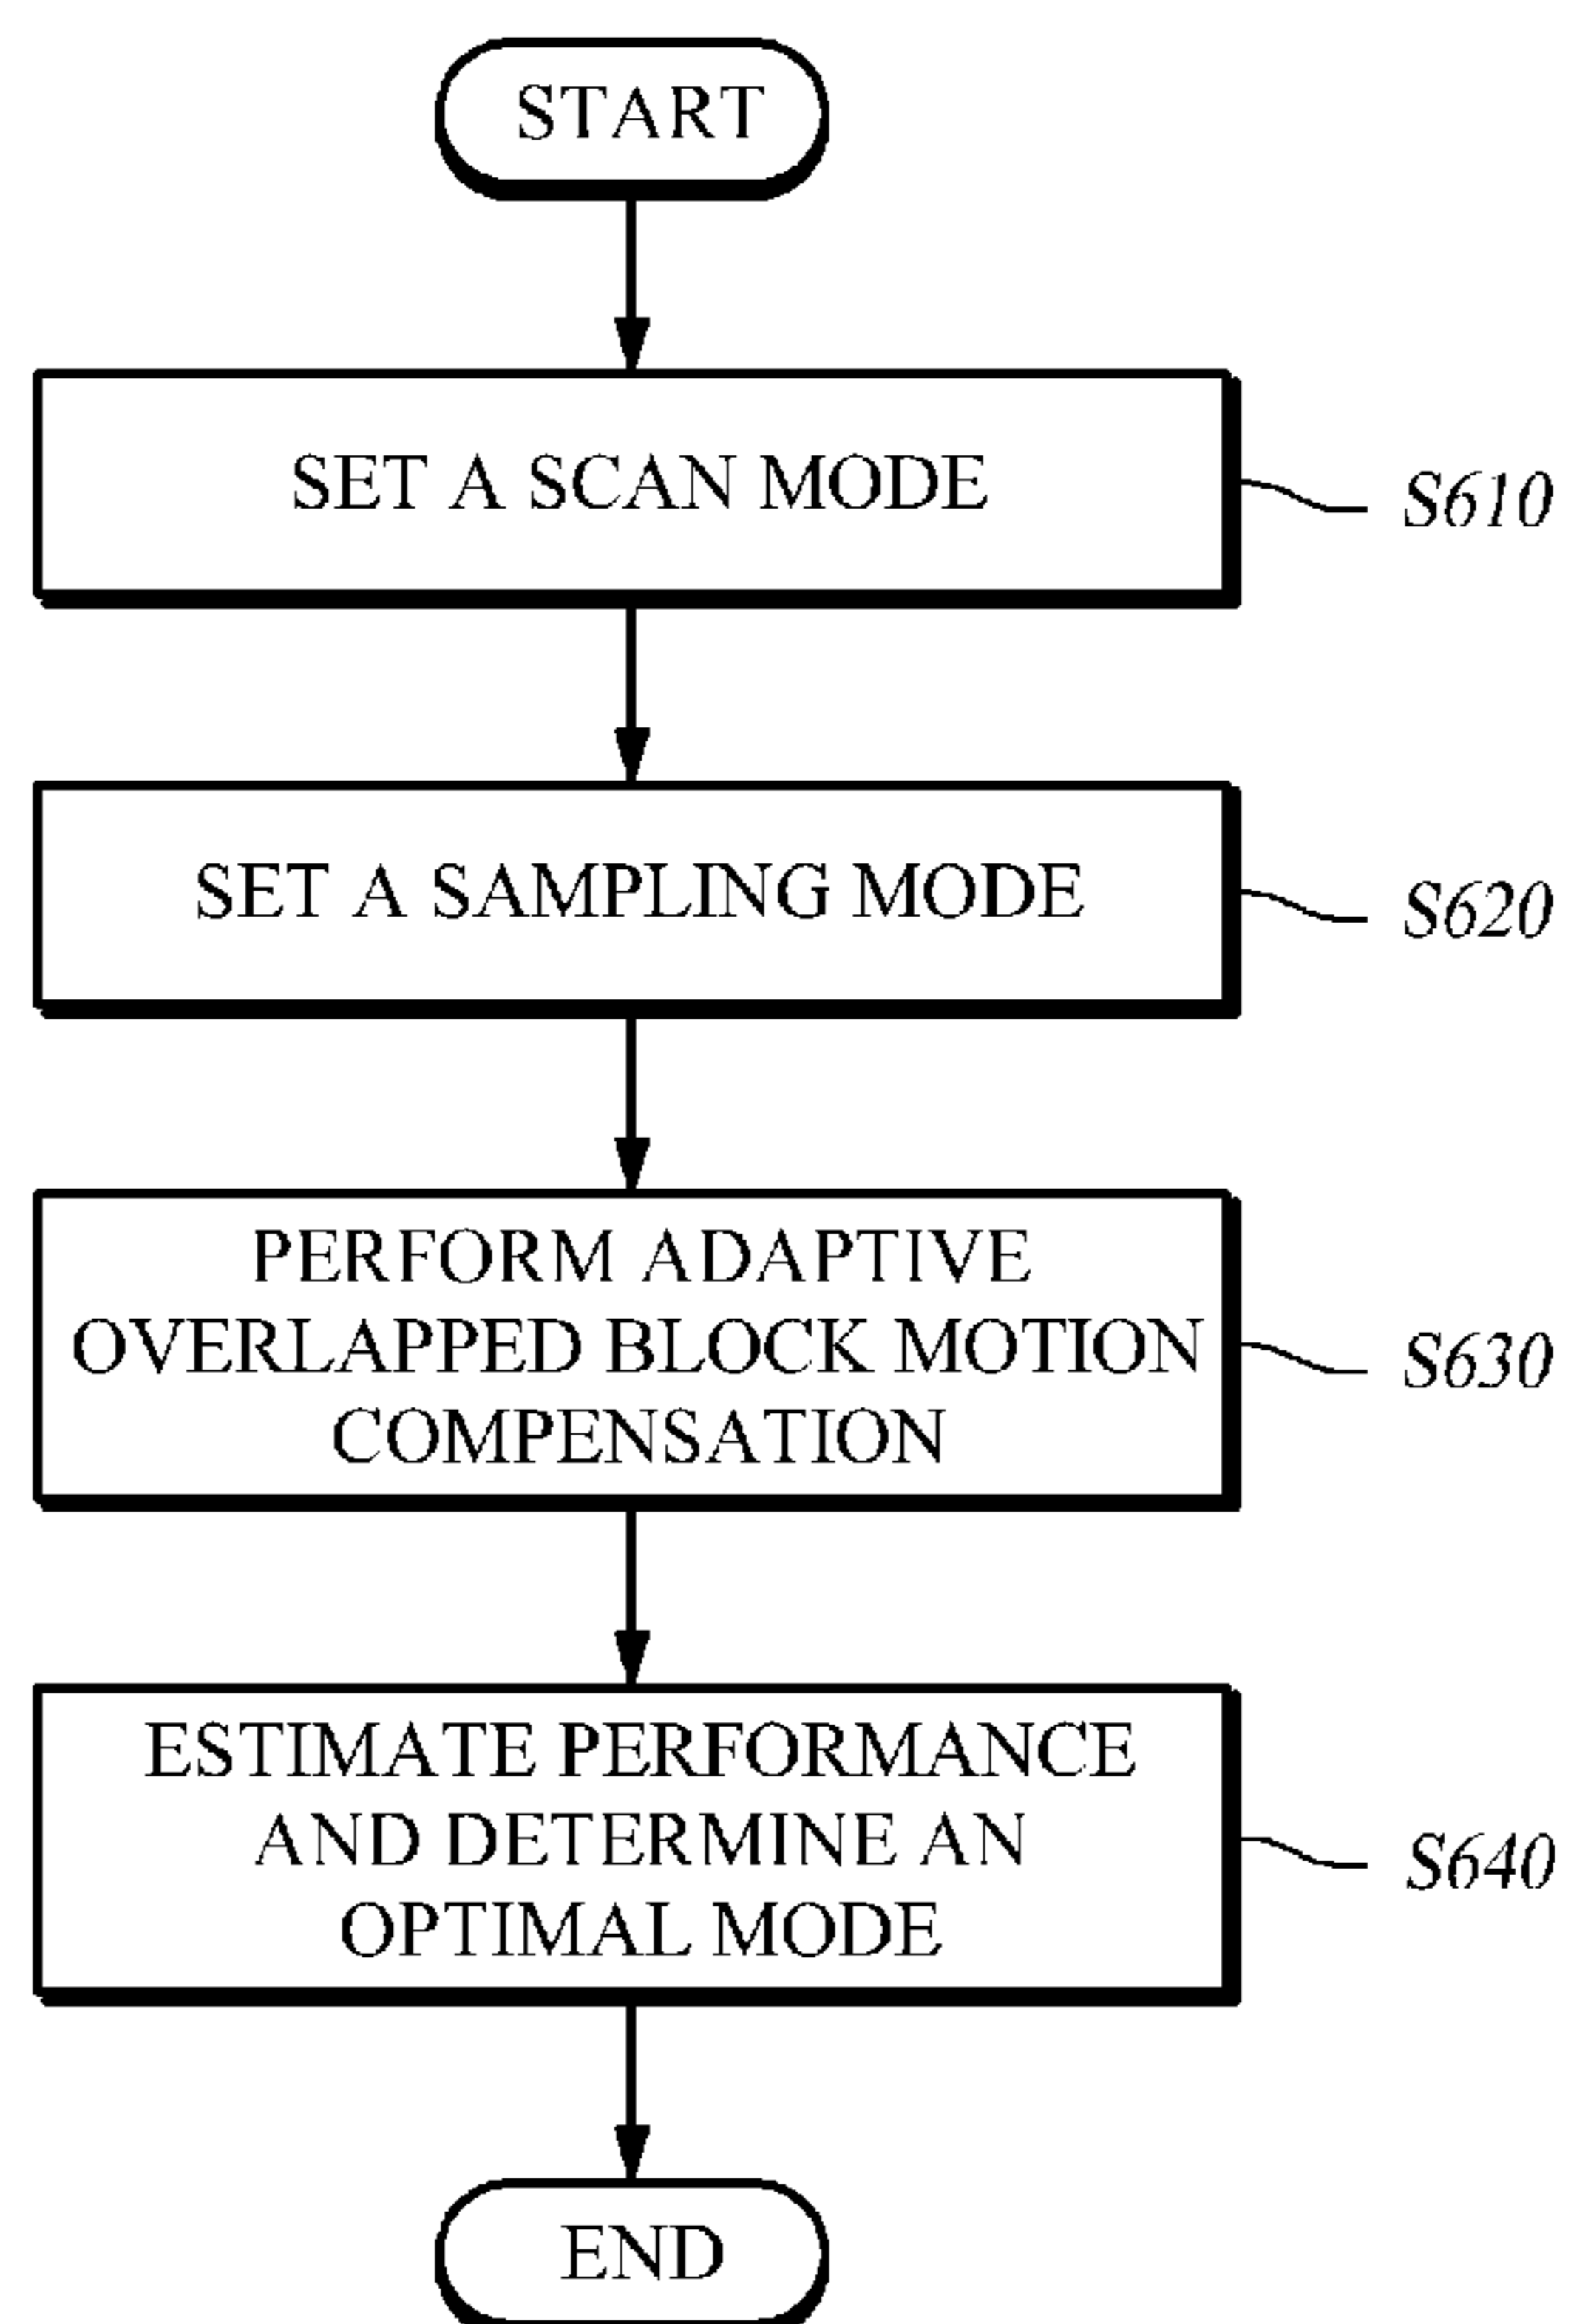 START
SET A SCAN MODE
S610
SET A SAMPLING MODE
S620
PERFORM ADAPTIVE
OVERLAPPED BLOCK MOTION
COMPENSATION
S630
ESTIMATE PERFORMANCE
AND DETERMINE AN
OPTIMAL MODE
S640
END